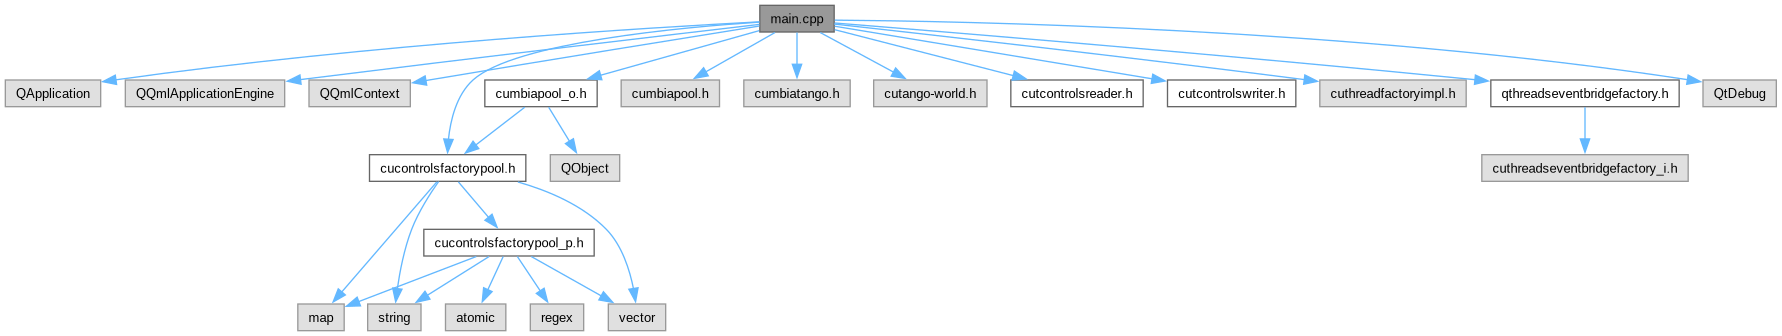 main.cpp
QApplication
QQmlApplicationEngine
QQmlContext
cumbiapool_o.h
cumbiapool.h
cumbiatango.h
cutango-world.h
cutcontrolsreader.h
cutcontrolswriter.h
cuthreadfactoryimpl.h
qthreadseventbridgefactory.h
QtDebug
cucontrolsfactorypool.h
QObject
cuthreadseventbridgefactory_i.h
cucontrolsfactorypool_p.h
map
string
atomic
regex
vector